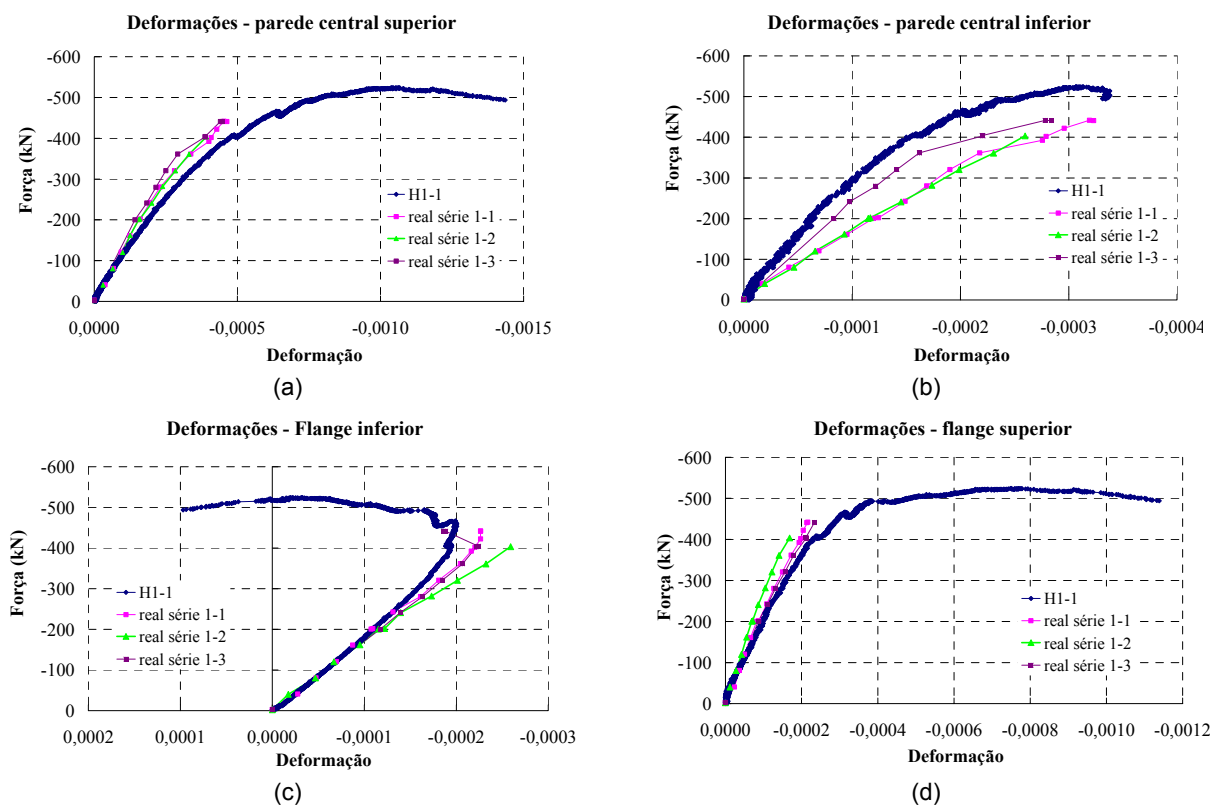 Deformações - parede central superior
-600
-500
-400
-300
-200
-100
0
Força (kN)
0,0000 -0,0005 -0,0010 -0,0015
Deformação
H1-1
real série 1-1
real série 1-2
real série 1-3
(a)
Deformações - parede central inferior
-600
-500
-400
-300
-200
-100
0
Força (kN)
0,0000 -0,0001 -0,0002 -0,0003 -0,0004
Deformação
H1-1
real série 1-1
real série 1-2
real série 1-3
(b)
Deformações - Flange inferior
-600
-500
-400
-300
-200
-100
0
Força (kN)
0,0002 0,0001 0,0000 -0,0001 -0,0002 -0,0003
Deformação
H1-1
real série 1-1
real série 1-2
real série 1-3
(c)
Deformações - flange superior
-600
-500
-400
-300
-200
-100
0
Força (kN)
0,0000 -0,0002 -0,0004 -0,0006 -0,0008 -0,0010 -0,0012
Deformação
H1-1
real série 1-1
real série 1-2
real série 1-3
(d)